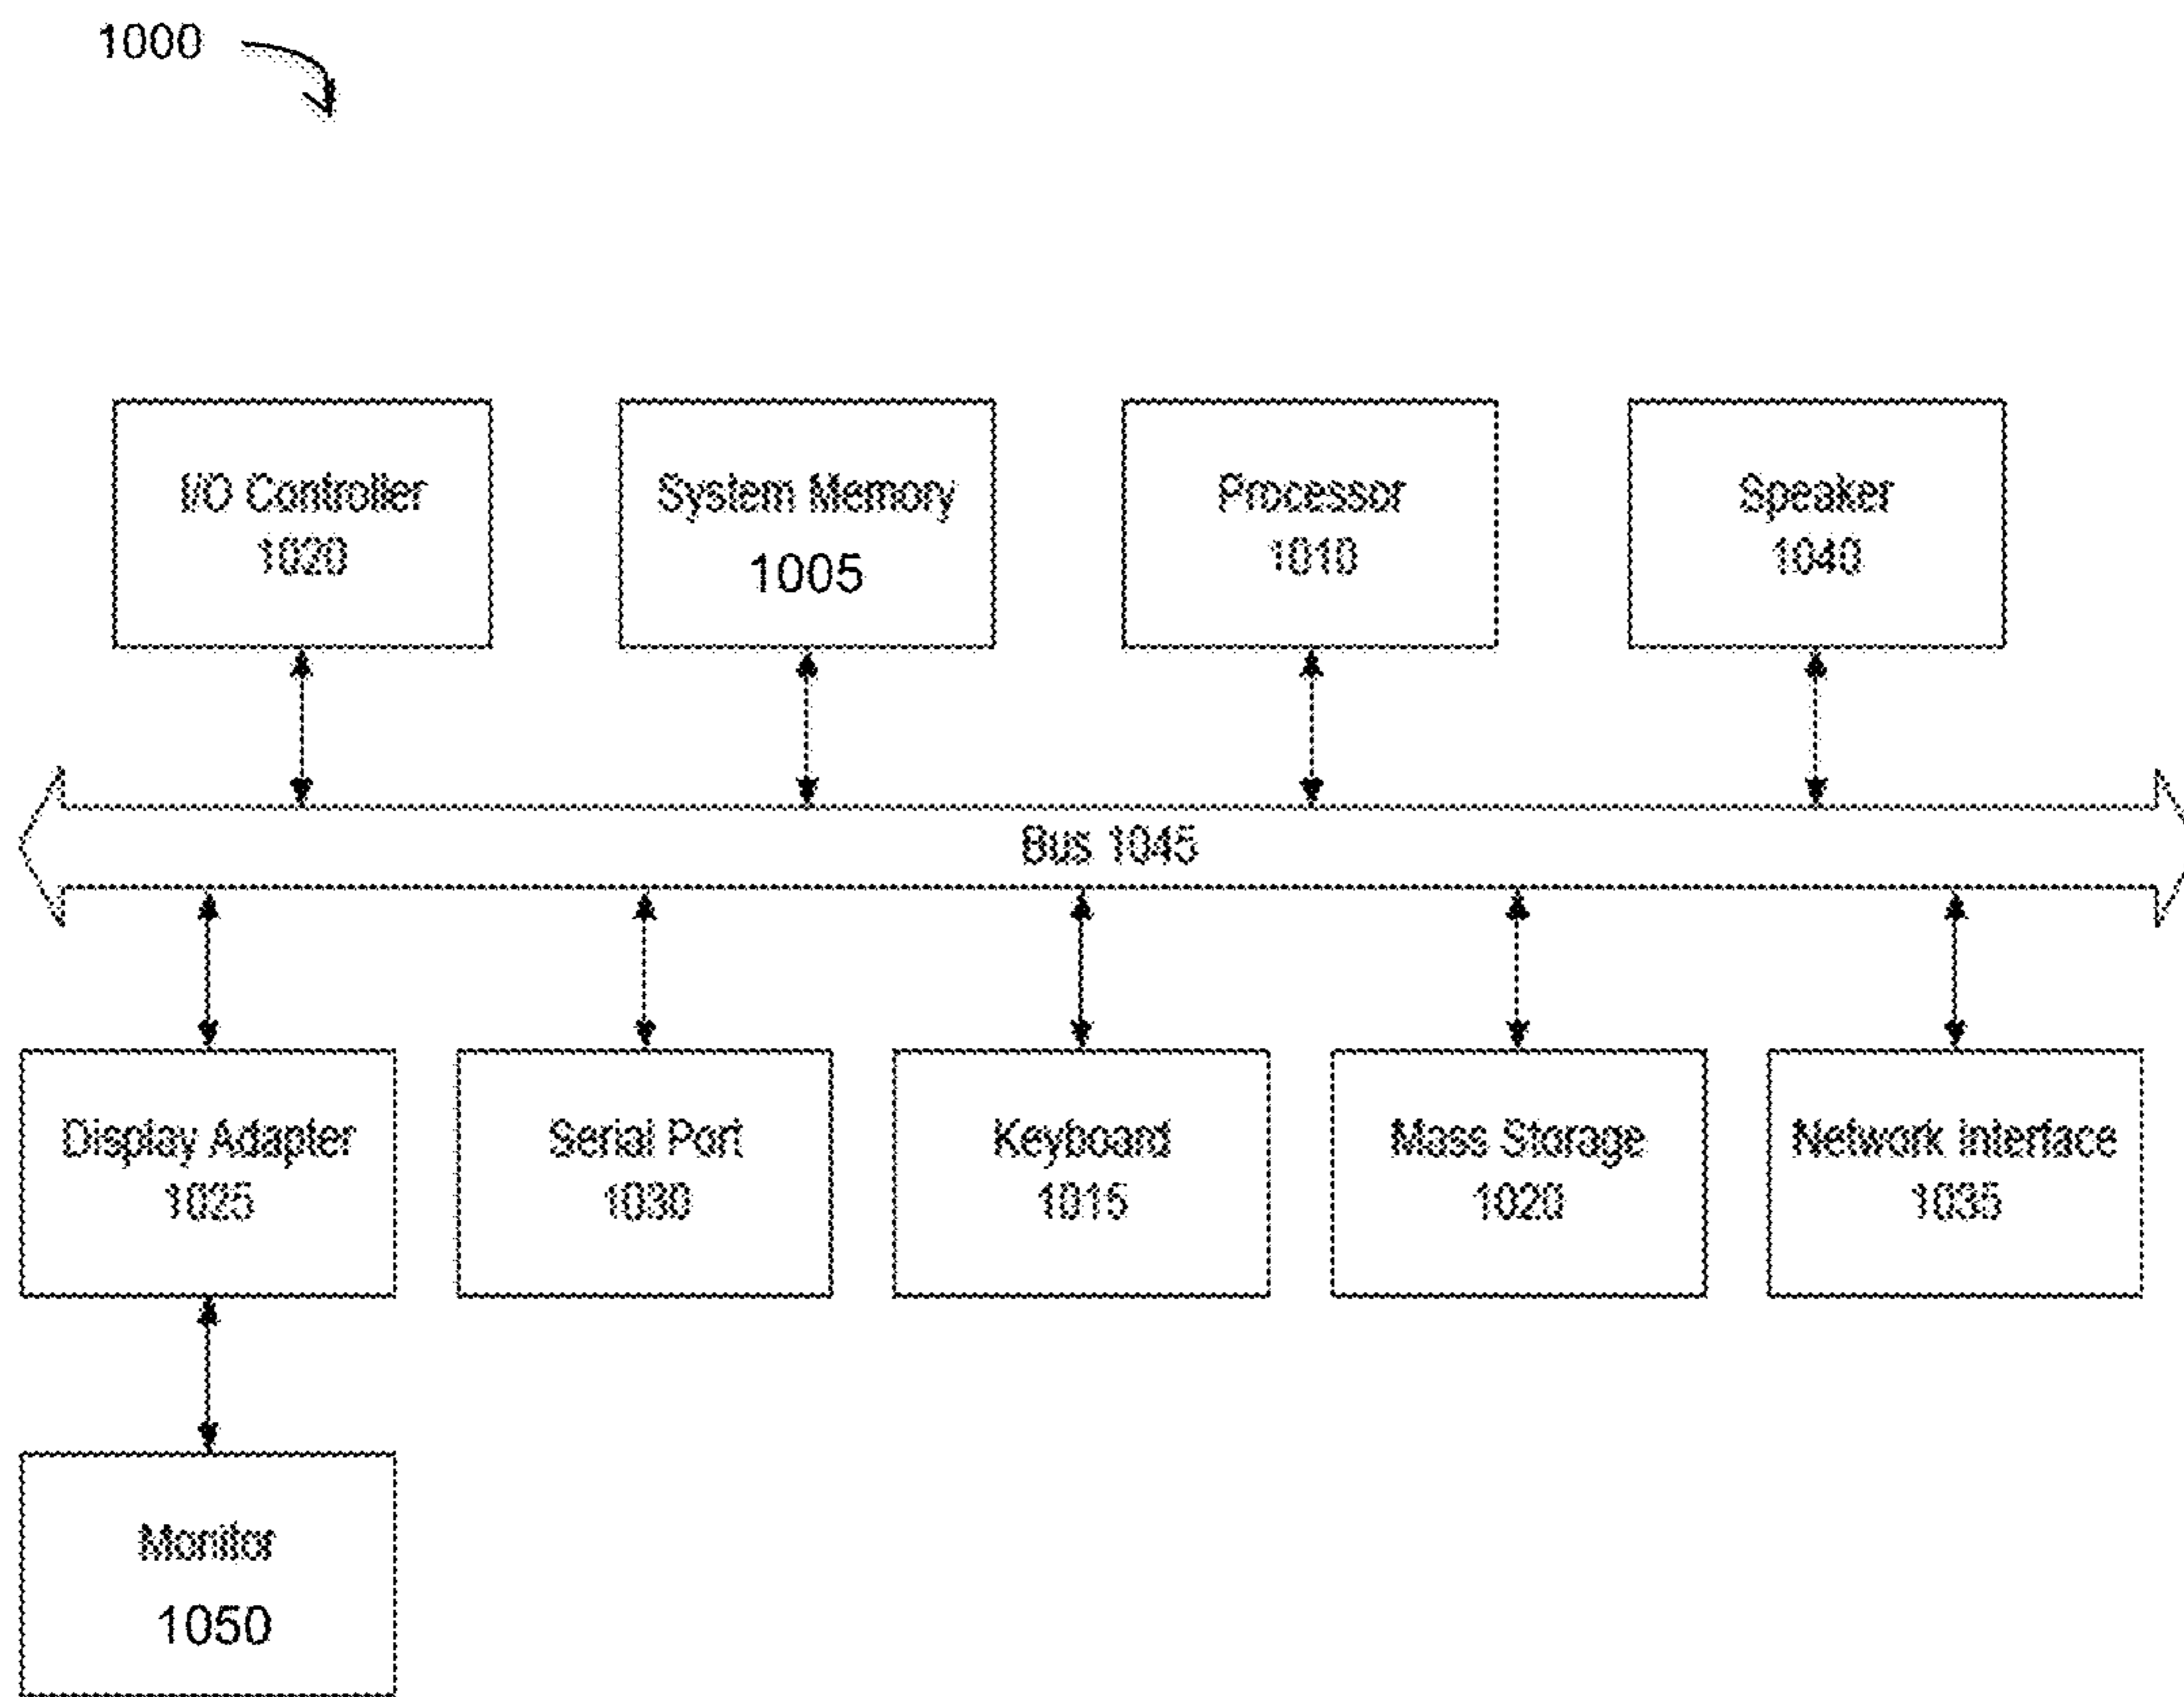 1000
I/O Controller
1020
System Memory
1005
Processor
1010
Speaker
1040
Bus 1045
Display Adapter
1025
Serial Port
1030
Keyboard
1015
Mass Storage
1020
Network Interface
1035
Monitor
1050